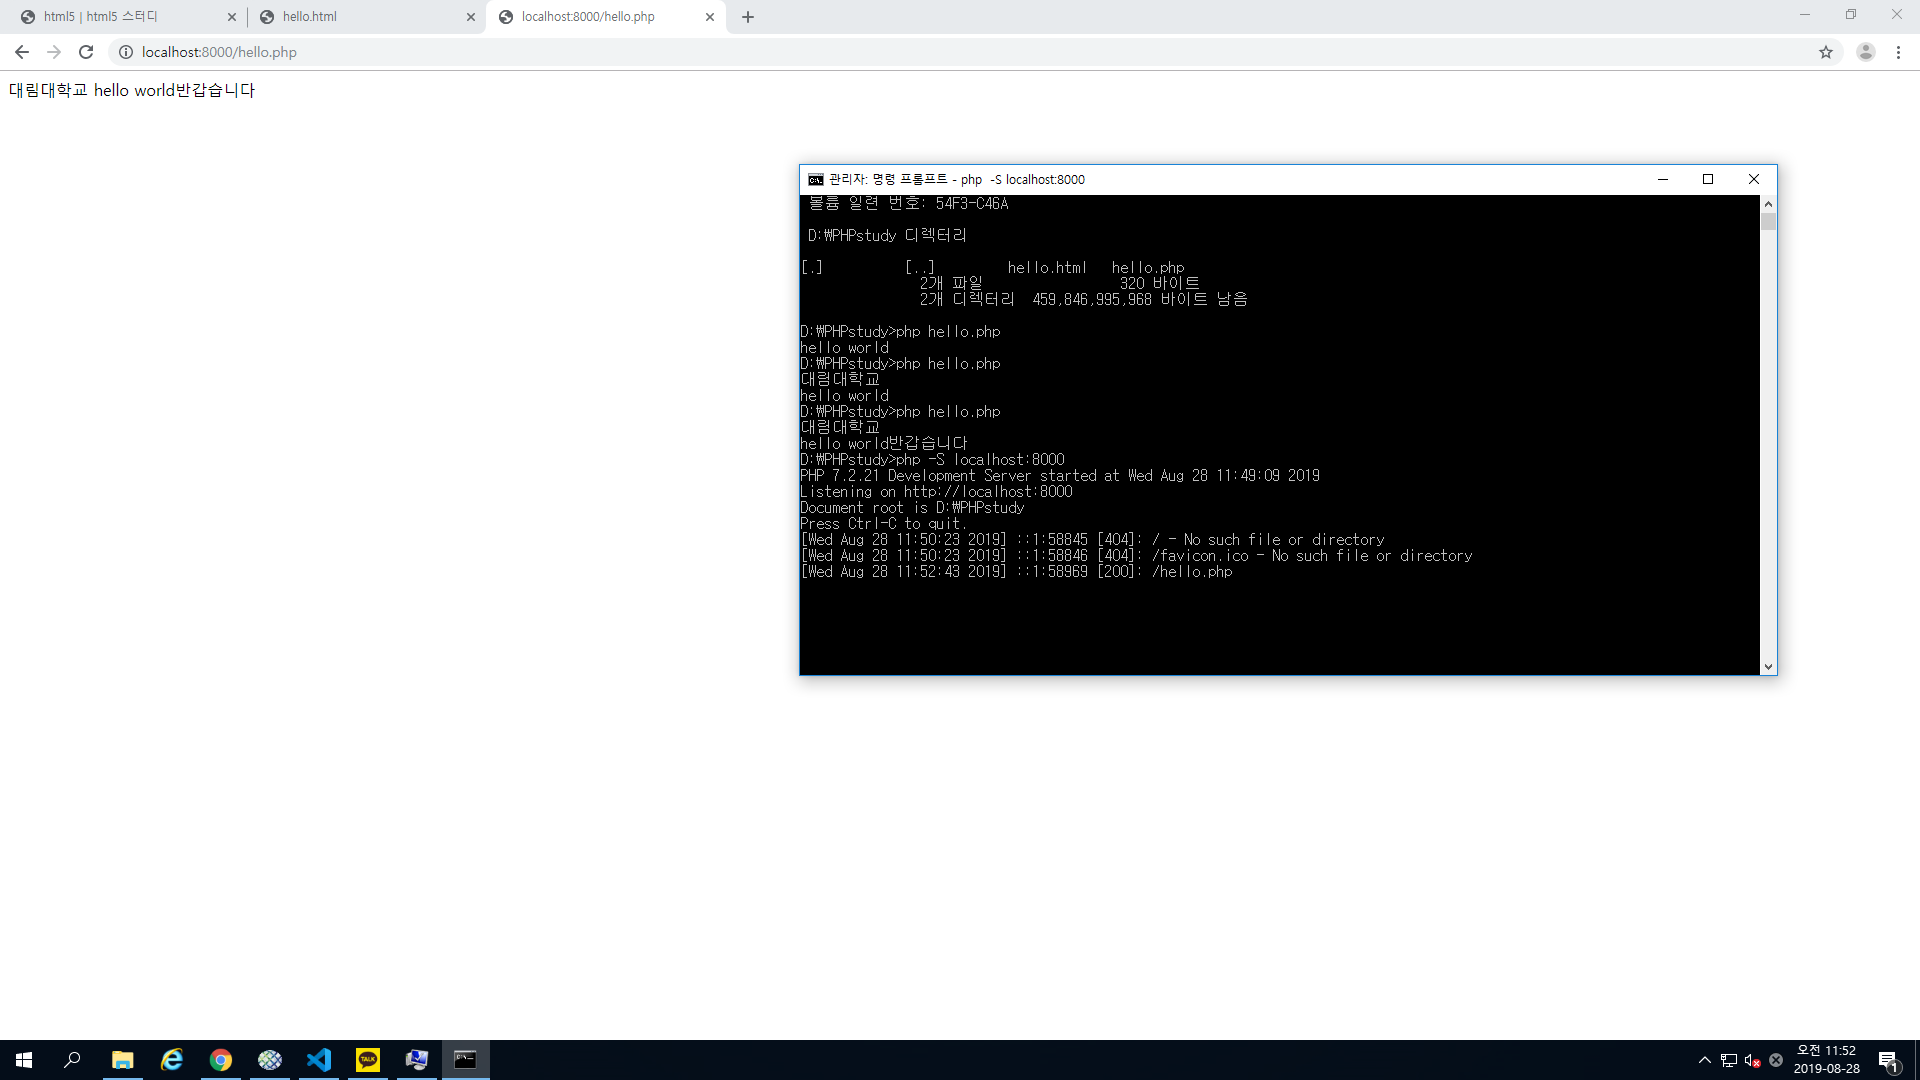 html5 | html5 스터디
hello.html
localhost:8000/hello.php
localhost:8000/hello.php
대림대학교 hello world반갑습니다
관리자: 명령 프롬프트 - php  -S localhost:8000
볼륨 일련 번호: 54F3-C46A
D:\PHPstudy 디렉터리
[.] [..] hello.html hello.php
2개 파일 320 바이트
2개 디렉터리 459,846,995,968 바이트 남음
D:\PHPstudy>php hello.php
hello world
D:\PHPstudy>php hello.php
대림대학교
hello world
D:\PHPstudy>php hello.php
대림대학교
hello world반갑습니다
D:\PHPstudy>php -S localhost:8000
PHP 7.2.21 Development Server started at Wed Aug 28 11:49:09 2019
Listening on http://localhost:8000
Document root is D:\PHPstudy
Press Ctrl-C to quit.
[Wed Aug 28 11:50:23 2019] ::1:58845 [404]: / - No such file or directory
[Wed Aug 28 11:50:23 2019] ::1:58846 [404]: /favicon.ico - No such file or directory
[Wed Aug 28 11:52:43 2019] ::1:58969 [200]: /hello.php
TALK
오전 11:52
2019-08-28
1